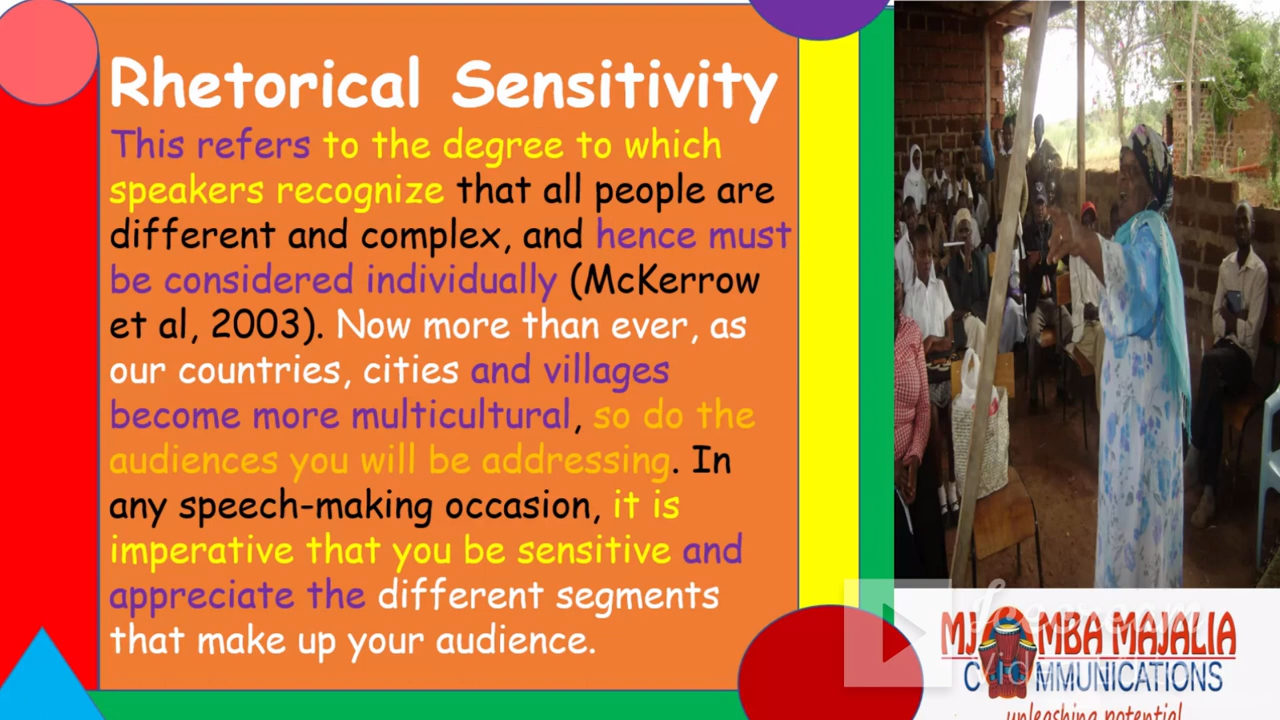 Rhetorical Sensitivity
This refers to the degree to which
speakers recognize that all people are
different and complex, and hence must
be considered individually (McKerrow
et al, 2003). Now more than ever, as
our countries, cities and villages
become more multicultural, so do the
audiences you will be addressing. In
any speech-making occasion, it is
imperative that you be sensitive and
appreciate the different segments
that make up your audience.
MJOMBA MAJALIA
COMMUNICATIONS
unleashing potential
Icecream